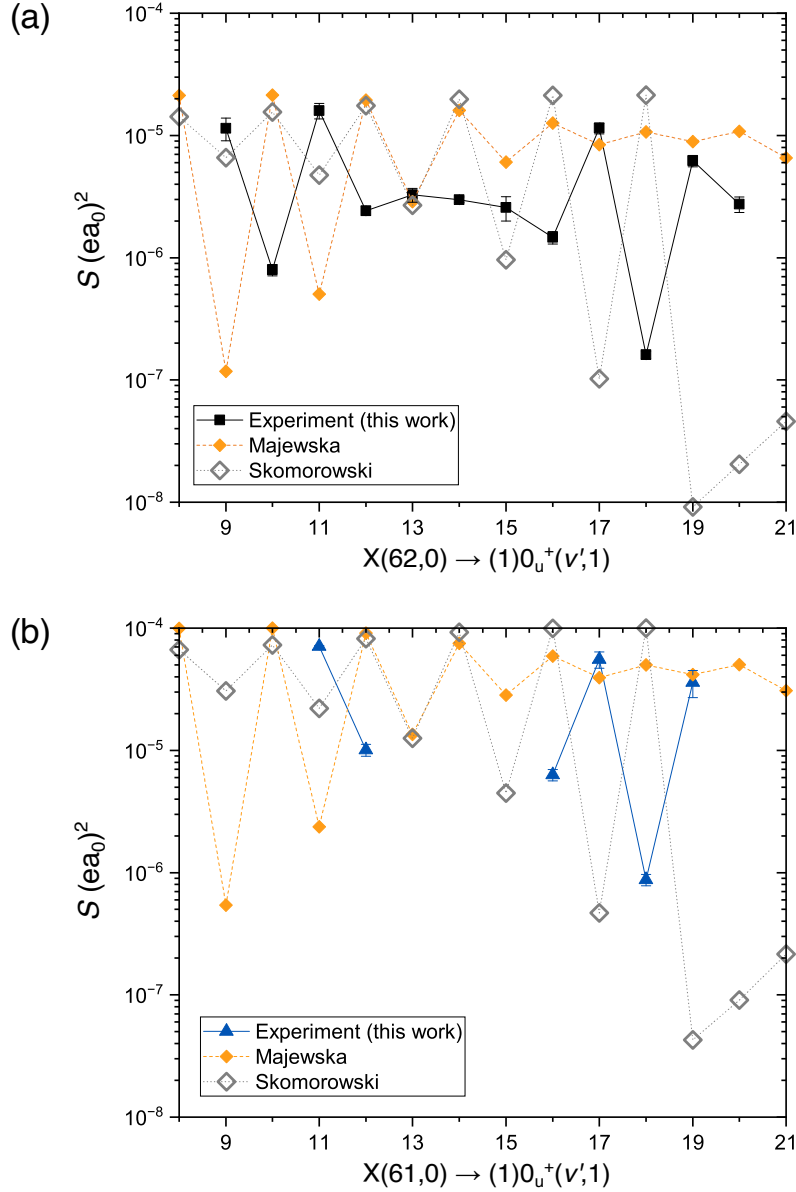 (a)
10⁻⁴
10⁻⁵
10⁻⁶
10⁻⁷
10⁻⁸
S (ea₀)²
Experiment (this work)
Majewska
Skomorowski
9 11 13 15 17 19 21
X(62,0) → (1)0ᵤ⁺(v′,1)
(b)
10⁻⁴
10⁻⁵
10⁻⁶
10⁻⁷
10⁻⁸
S (ea₀)²
Experiment (this work)
Majewska
Skomorowski
9 11 13 15 17 19 21
X(61,0) → (1)0ᵤ⁺(v′,1)